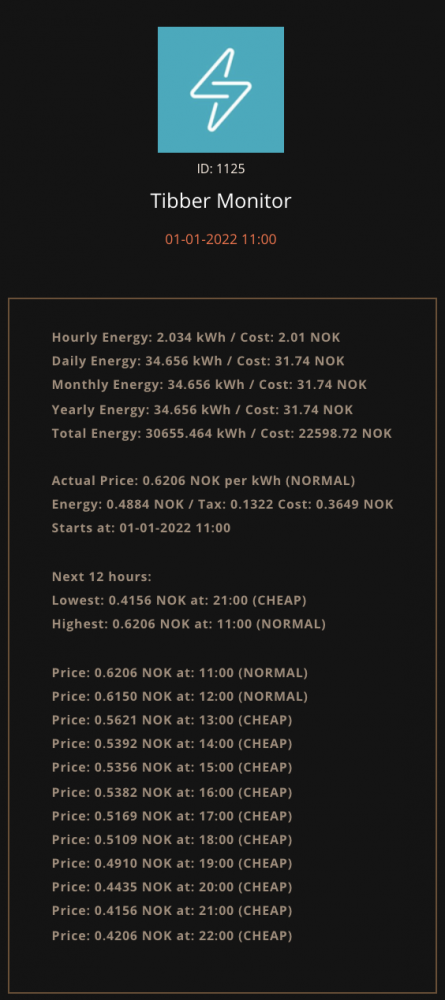 ID: 1125
Tibber Monitor
01-01-2022 11:00
Hourly Energy: 2.034 kWh / Cost: 2.01 NOK
Daily Energy: 34.656 kWh / Cost: 31.74 NOK
Monthly Energy: 34.656 kWh / Cost: 31.74 NOK
Yearly Energy: 34.656 kWh / Cost: 31.74 NOK
Total Energy: 30655.464 kWh / Cost: 22598.72 NOK
Actual Price: 0.6206 NOK per kWh (NORMAL)
Energy: 0.4884 NOK / Tax: 0.1322 Cost: 0.3649 NOK
Starts at: 01-01-2022 11:00
Next 12 hours:
Lowest: 0.4156 NOK at: 21:00 (CHEAP)
Highest: 0.6206 NOK at: 11:00 (NORMAL)
Price: 0.6206 NOK at: 11:00 (NORMAL)
Price: 0.6150 NOK at: 12:00 (NORMAL)
Price: 0.5621 NOK at: 13:00 (CHEAP)
Price: 0.5392 NOK at: 14:00 (CHEAP)
Price: 0.5356 NOK at: 15:00 (CHEAP)
Price: 0.5382 NOK at: 16:00 (CHEAP)
Price: 0.5169 NOK at: 17:00 (CHEAP)
Price: 0.5109 NOK at: 18:00 (CHEAP)
Price: 0.4910 NOK at: 19:00 (CHEAP)
Price: 0.4435 NOK at: 20:00 (CHEAP)
Price: 0.4156 NOK at: 21:00 (CHEAP)
Price: 0.4206 NOK at: 22:00 (CHEAP)